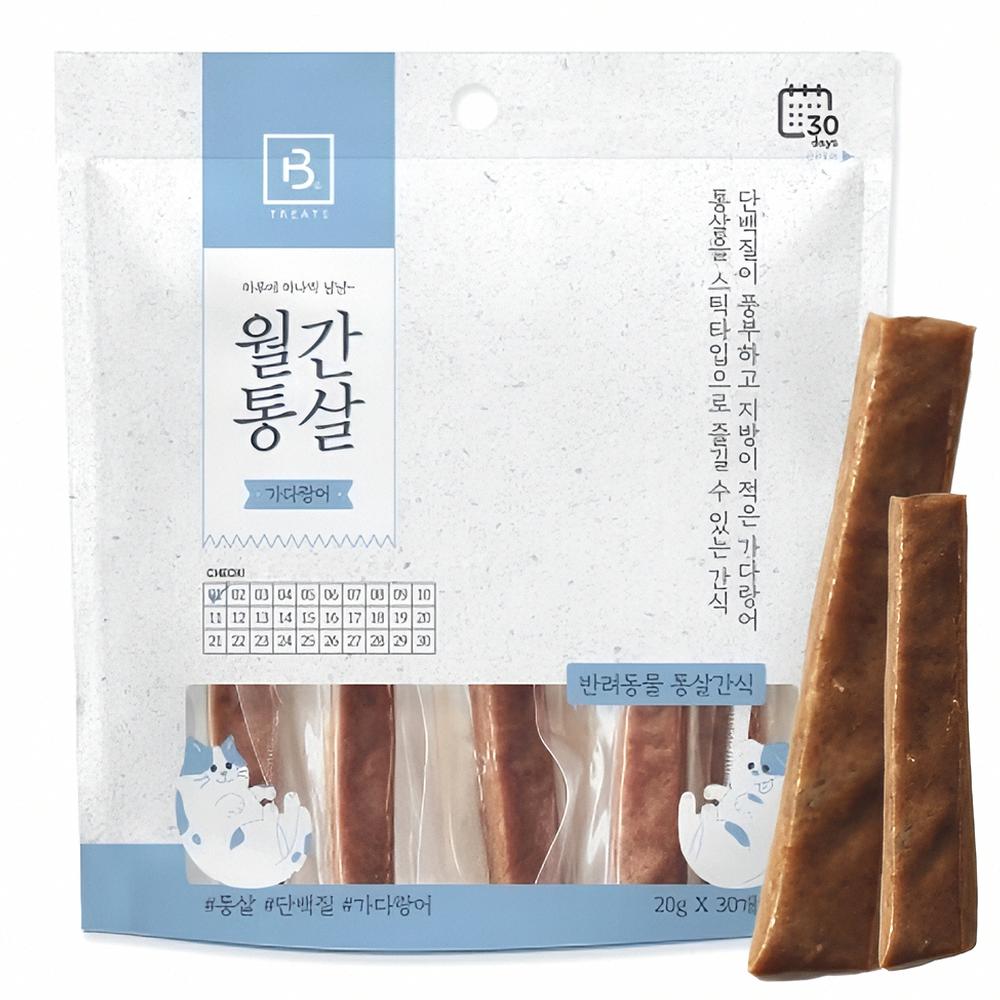 B.
TREATS
30
days
월간
통살
가다랑어
단백질이 풍부하고 지방이 적은 가다랑어
통살을 스틱타입으로 즐길 수 있는 간식
01 02 03 04 05 06 07 08 09 10
11 12 13 14 15 16 17 18 19 20
21 22 23 24 25 26 27 28 29 30
반려동물 통살간식
#통살 #단백질 #가다랑어
20g X 30개